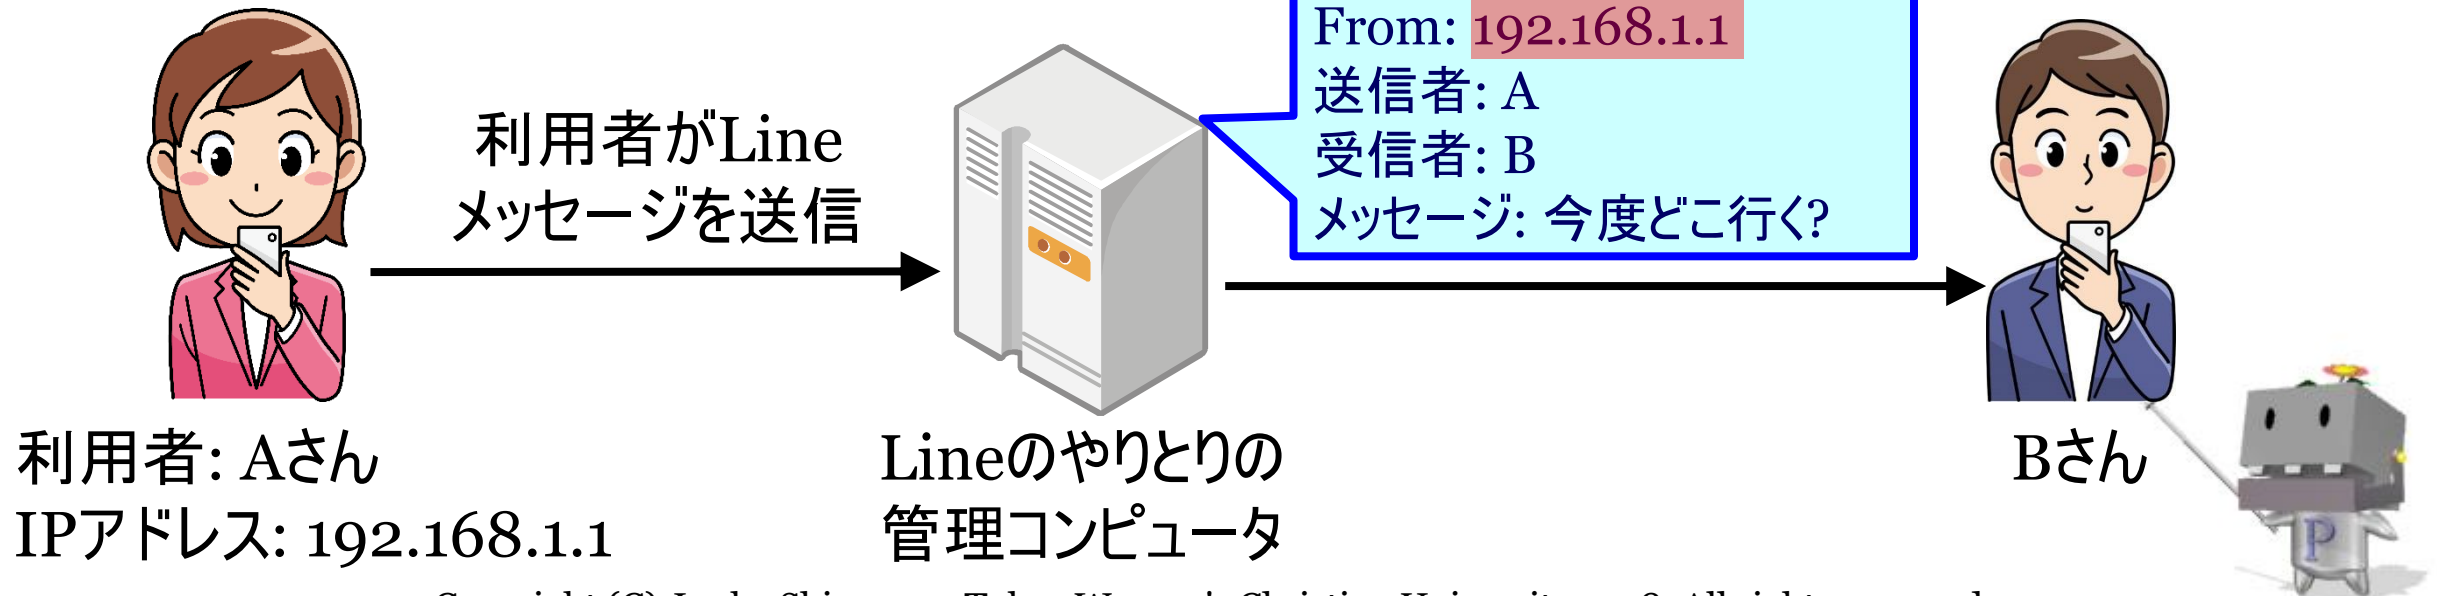 From: 192.168.1.1
送信者: A
受信者: B
メッセージ: 今度どこ行く?
利用者がLine
メッセージを送信
利用者: Aさん
IPアドレス: 192.168.1.1
Lineのやりとりの
管理コンピュータ
Bさん
P